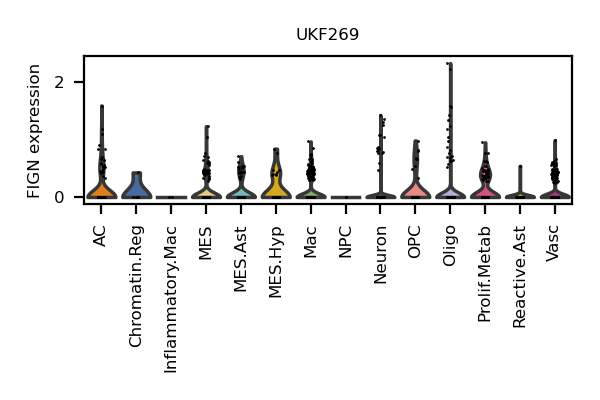 UKF269
FIGN expression
2
0
AC
Chromatin.Reg
Inflammatory.Mac
MES
MES.Ast
MES.Hyp
Mac
NPC
Neuron
OPC
Oligo
Prolif.Metab
Reactive.Ast
Vasc